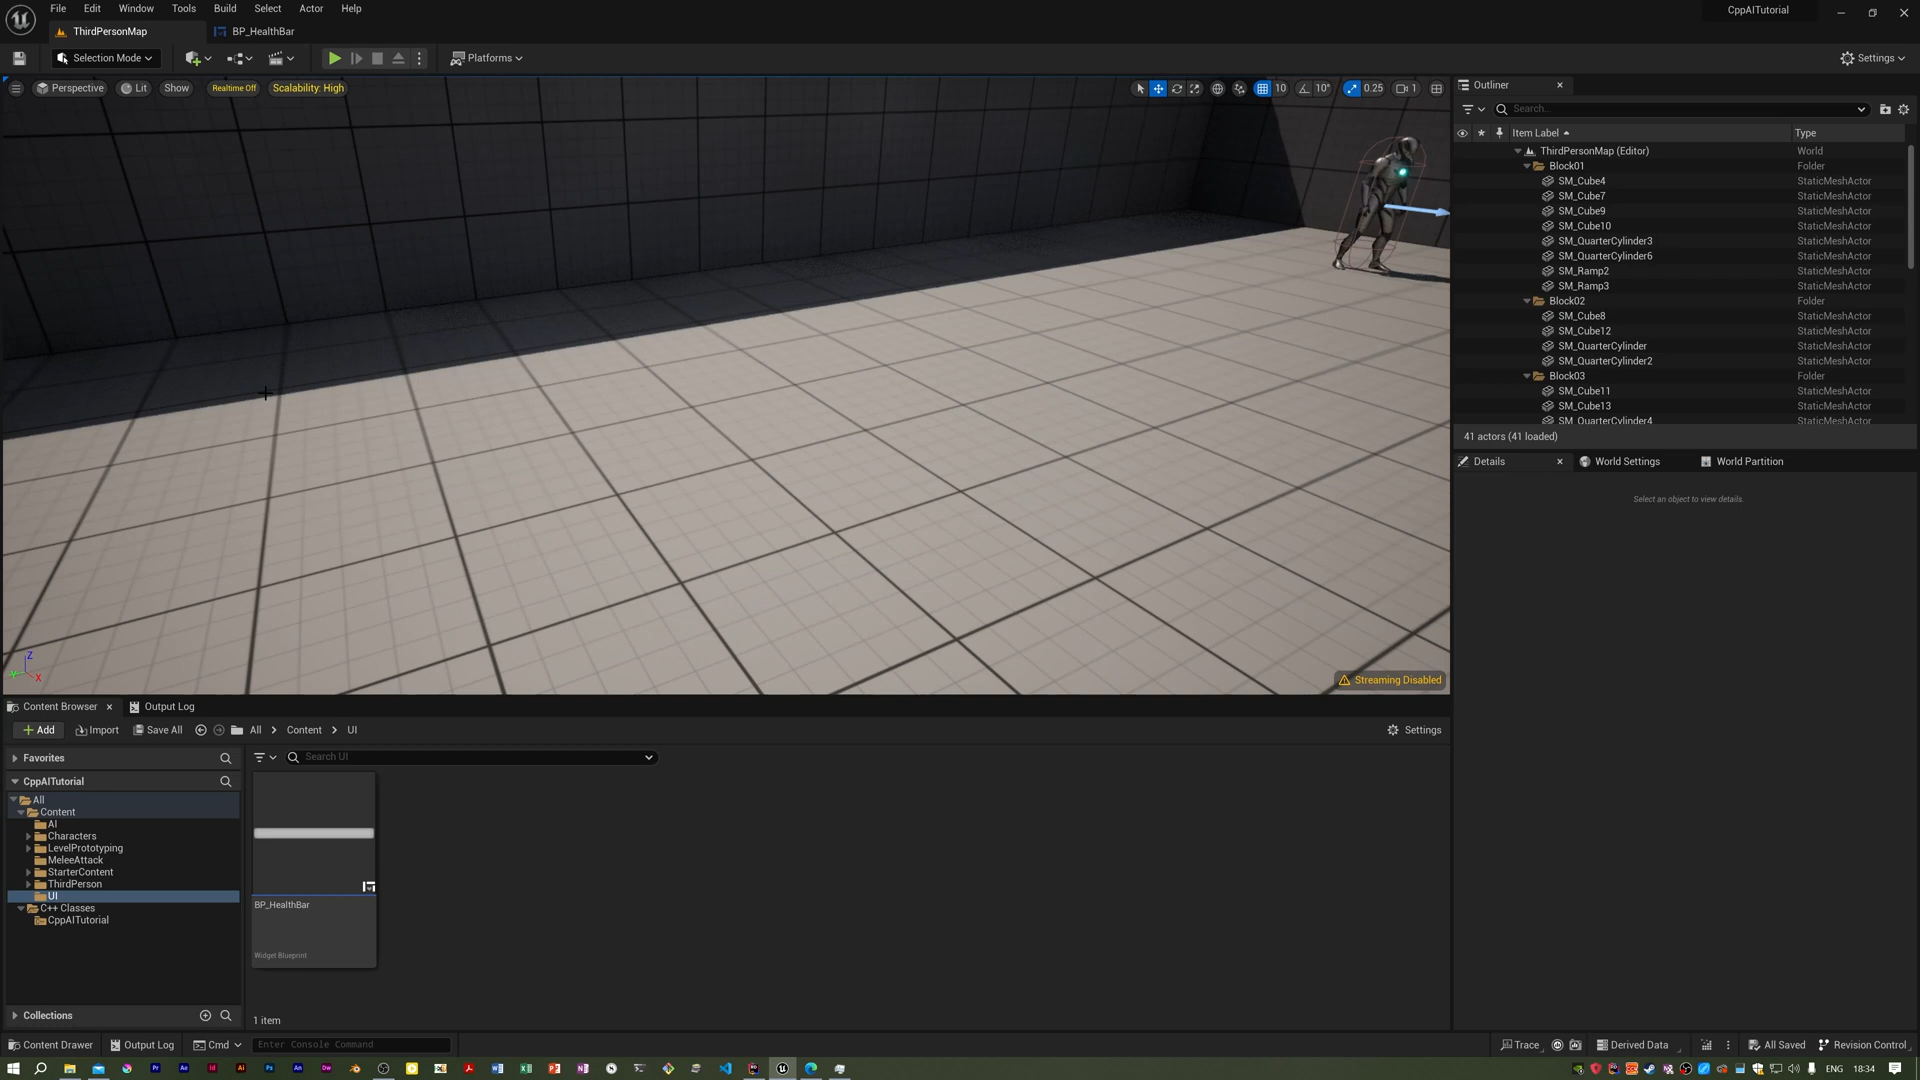 File Edit Window Tools Build Select Actor Help
CppAITutorial
ThirdPersonMap
BP_HealthBar
Selection Mode
Platforms
Settings
Perspective
Lit
Show
Realtime Off
Scalability: High
10
10°
0.25
1
Outliner
Search...
Item Label
Type
ThirdPersonMap (Editor) World
Block01 Folder
SM_Cube4 StaticMeshActor
SM_Cube7 StaticMeshActor
SM_Cube9 StaticMeshActor
SM_Cube10 StaticMeshActor
SM_QuarterCylinder3 StaticMeshActor
SM_QuarterCylinder6 StaticMeshActor
SM_Ramp2 StaticMeshActor
SM_Ramp3 StaticMeshActor
Block02 Folder
SM_Cube8 StaticMeshActor
SM_Cube12 StaticMeshActor
SM_QuarterCylinder StaticMeshActor
SM_QuarterCylinder2 StaticMeshActor
Block03 Folder
SM_Cube11 StaticMeshActor
SM_Cube13 StaticMeshActor
SM_QuarterCylinder4 StaticMeshActor
41 actors (41 loaded)
Details
World Settings
World Partition
Select an object to view details.
Z
Y
X
Streaming Disabled
Content Browser
Output Log
Add
Import
Save All
All
Content
UI
Settings
Favorites
Search UI
CppAITutorial
All
Content
AI
Characters
LevelPrototyping
MeleeAttack
StarterContent
ThirdPerson
UI
C++ Classes
CppAITutorial
BP_HealthBar
Widget Blueprint
Collections
1 item
Content Drawer
Output Log
Cmd
Enter Console Command
Trace
Derived Data
All Saved
Revision Control
ENG
18:34